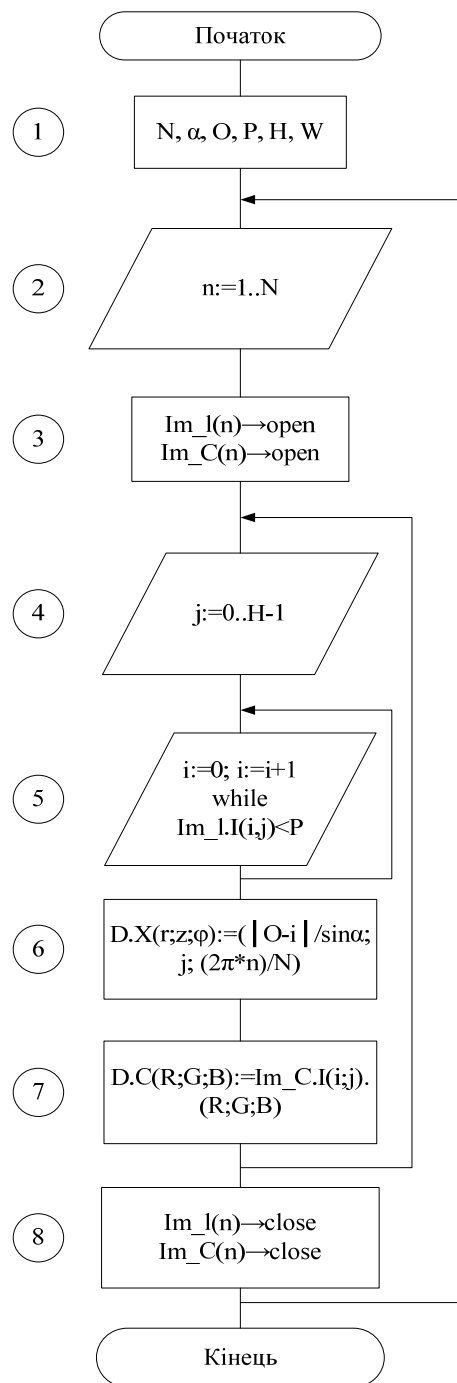 Початок
1
N, α, O, P, H, W
2
n:=1..N
3
Im_l(n)→open
Im_C(n)→open
4
j:=0..H-1
5
i:=0; i:=i+1
while
Im_l.I(i,j)<P
6
D.X(r;z;φ):=(|O-i|/sinα;
j; (2π*n)/N)
7
D.C(R;G;B):=Im_C.I(i;j).
(R;G;B)
8
Im_l(n)→close
Im_C(n)→close
Кінець